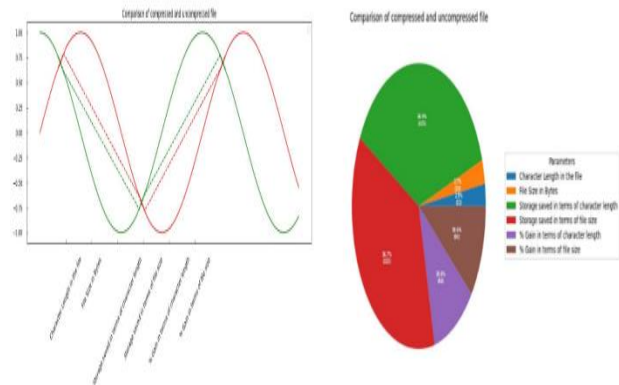 Comparison of compressed and uncompressed file
1.00
0.75
0.50
0.25
0.00
−0.25
−0.50
−0.75
−1.00
Character Length in the file
File Size in Bytes
Storage saved in terms of character length
Storage saved in terms of file size
% Gain in terms of character length
% Gain in terms of file size
Comparison of compressed and uncompressed file
Parameters
Character Length in the file
File Size in Bytes
Storage saved in terms of character length
Storage saved in terms of file size
% Gain in terms of character length
% Gain in terms of file size